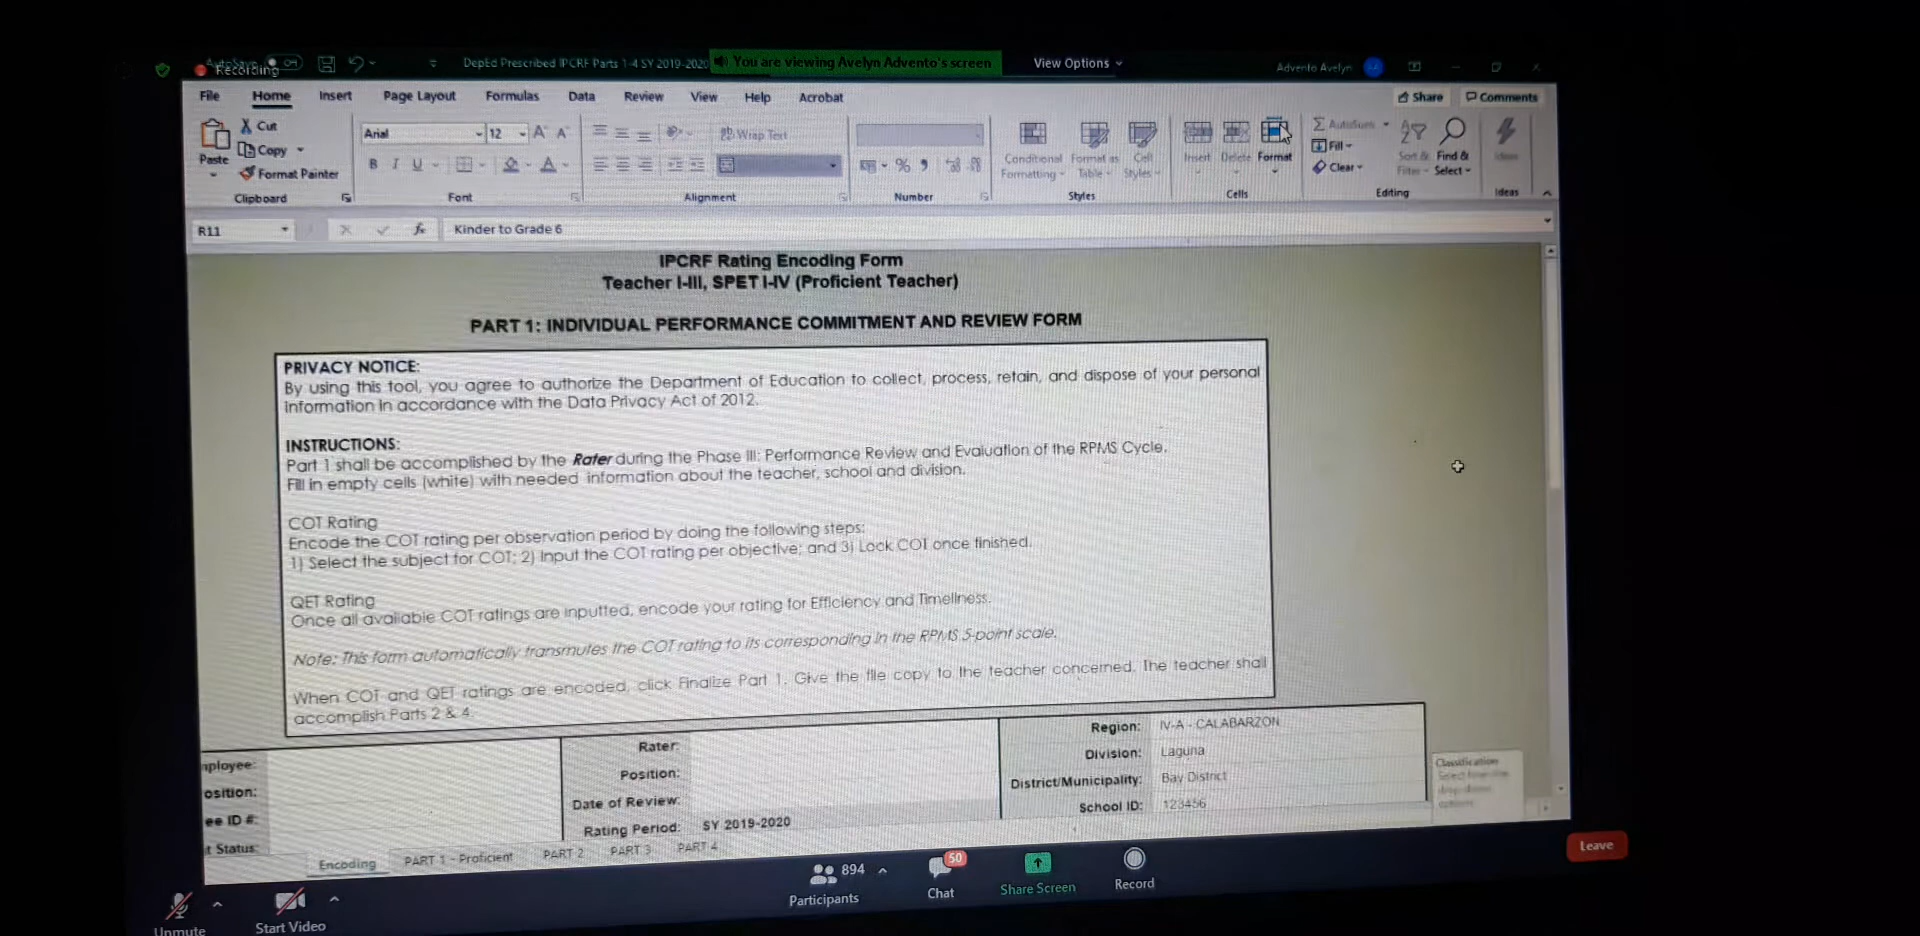 Recording
DepEd Prescribed IPCRF Parts 1-4 SY 2019-2020
You are viewing Avelyn Advento's screen
View Options
Advento Avelyn
File Home Insert Page Layout Formulas Data Review View Help Acrobat
Share Comments
Paste
Cut
Copy
Format Painter
Clipboard
Arial 12
B I U
Font
Wrap Text
Alignment
Number
Conditional Formatting
Format as Table
Cell Styles
Styles
Insert Delete Format
Cells
AutoSum
Fill
Clear
Sort & Filter
Find & Select
Editing
Ideas
Ideas
R11
fx
Kinder to Grade 6
IPCRF Rating Encoding Form
Teacher I-III, SPET I-IV (Proficient Teacher)
PART 1: INDIVIDUAL PERFORMANCE COMMITMENT AND REVIEW FORM
PRIVACY NOTICE:
By using this tool, you agree to authorize the Department of Education to collect, process, retain, and dispose of your personal
information in accordance with the Data Privacy Act of 2012.
INSTRUCTIONS:
Part 1 shall be accomplished by the Rater during the Phase III: Performance Review and Evaluation of the RPMS Cycle.
Fill in empty cells (white) with needed information about the teacher, school and division.
COT Rating
Encode the COT rating per observation period by doing the following steps:
1) Select the subject for COT; 2) Input the COT rating per objective; and 3) Lock COT once finished.
QET Rating
Once all available COT ratings are inputted, encode your rating for Efficiency and Timeliness.
Note: This form automatically transmutes the COT rating to its corresponding in the RPMS 5-point scale.
When COT and QET ratings are encoded, click Finalize Part 1. Give the file copy to the teacher concerned. The teacher shall
accomplish Parts 2 & 4.
mployee:
osition:
ee ID #:
t Status:
Rater:
Position:
Date of Review:
Rating Period: SY 2019-2020
Region: IV-A - CALABARZON
Division: Laguna
District/Municipality: Bay District
School ID: 123456
Classification
Encoding PART 1 - Proficient PART 2 PART 3 PART 4
Unmute
Start Video
894
Participants
50
Chat
Share Screen
Record
Leave